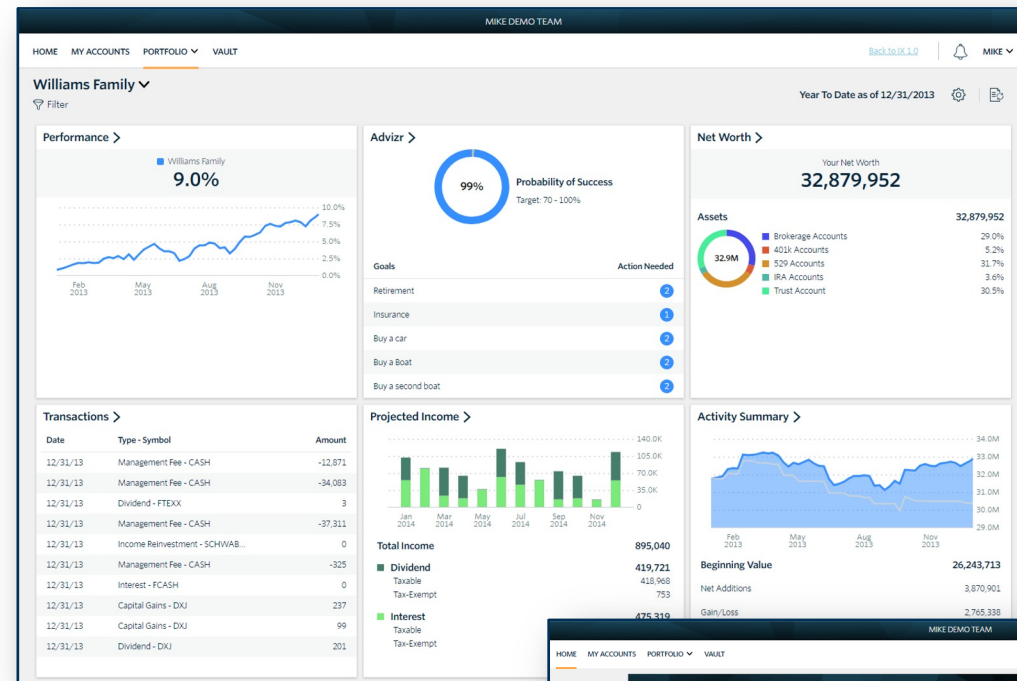 MIKE DEMO TEAM
HOME MY ACCOUNTS PORTFOLIO VAULT Back to IX 1.0 MIKE
Williams Family
Filter
Year To Date as of 12/31/2013
Performance
Williams Family
9.0%
10.0%
7.5%
5.0%
2.5%
0.0%
Feb May Aug Nov
2013 2013 2013 2013
Advizr
99%
Probability of Success
Target: 70 - 100%
Goals Action Needed
Retirement 2
Insurance 1
Buy a car 2
Buy a Boat 2
Buy a second boat 2
Net Worth
Your Net Worth
32,879,952
Assets 32,879,952
32.9M
Brokerage Accounts 29.0%
401k Accounts 5.2%
529 Accounts 31.7%
IRA Accounts 3.6%
Trust Account 30.5%
Transactions
Date Type - Symbol Amount
12/31/13 Management Fee - CASH -12,871
12/31/13 Management Fee - CASH -34,083
12/31/13 Dividend - FTEXX 3
12/31/13 Management Fee - CASH -37,311
12/31/13 Income Reinvestment - SCHWAB... 0
12/31/13 Management Fee - CASH -325
12/31/13 Interest - FCASH 0
12/31/13 Capital Gains - DXJ 237
12/31/13 Capital Gains - DXJ 99
12/31/13 Dividend - DXJ 201
Projected Income
140.0K
105.0K
70.0K
35.0K
0
Jan Mar May Jul Sep Nov
2014 2014 2014 2014 2014 2014
Total Income 895,040
Dividend 419,721
Taxable 418,968
Tax-Exempt 753
Interest 475,319
Taxable
Tax-Exempt
Activity Summary
34.0M
33.0M
32.0M
31.0M
30.0M
29.0M
Feb May Aug Nov
2013 2013 2013 2013
Beginning Value 26,243,713
Net Additions 3,870,901
Gain/Loss 2,765,338
MIKE DEMO TEAM
HOME MY ACCOUNTS PORTFOLIO VAULT